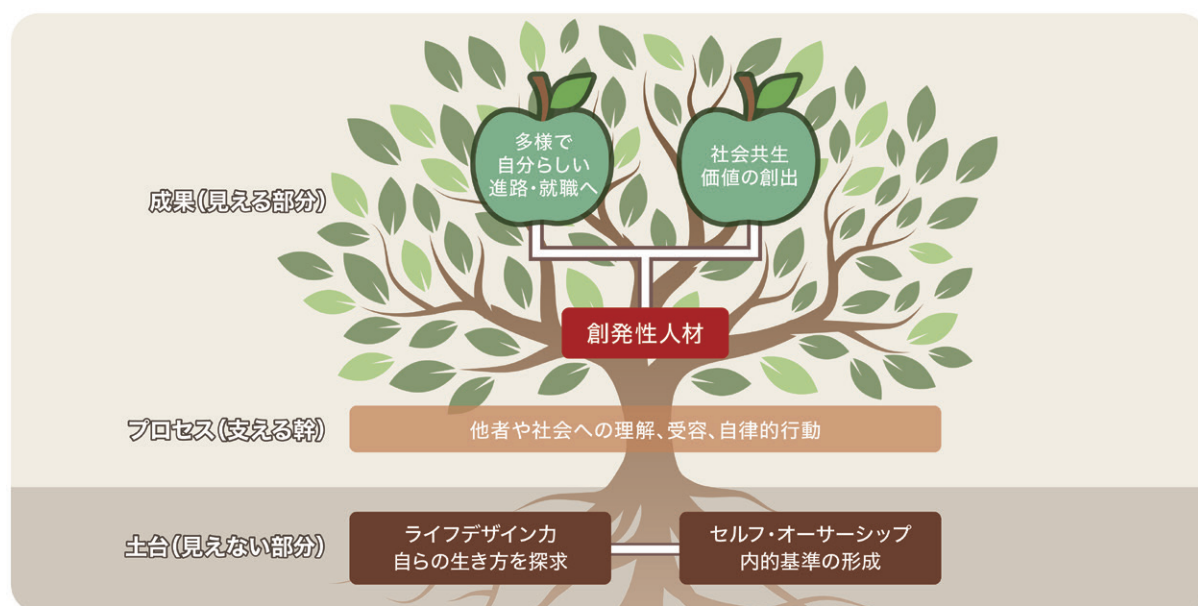 多様で
自分らしい
進路・就職へ
社会共生
価値の創出
成果(見える部分)
創発性人材
プロセス(支える幹)
他者や社会への理解、受容、自律的行動
土台(見えない部分)
ライフデザイン力
自らの生き方を探求
セルフ・オーサーシップ
内的基準の形成